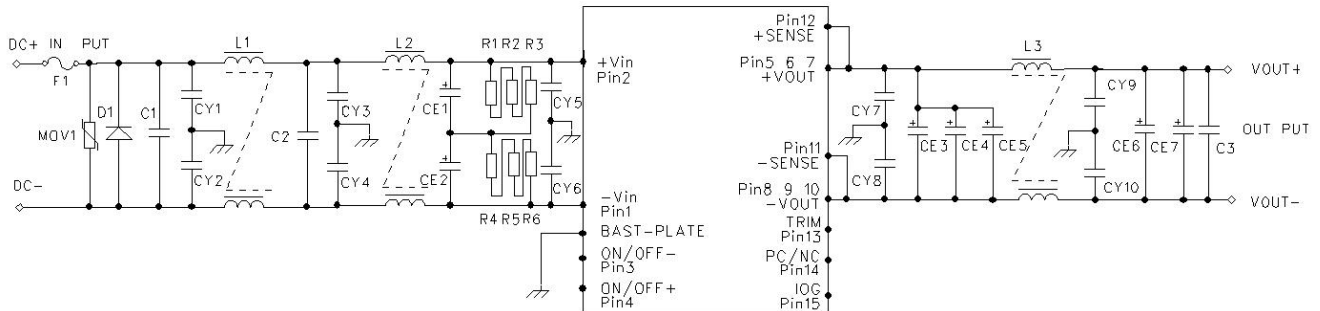 DC+ IN PUT
F1
MOV1
D1
C1
CY1
CY2
DC-
L1
C2
CY3
CY4
L2
CE1
CE2
R1 R2 R3
R4 R5 R6
CY5
CY6
+Vin
Pin2
-Vin
Pin1
BAST-PLATE
ON/OFF-
Pin3
ON/OFF+
Pin4
Pin12
+SENSE
Pin5 6 7
+VOUT
Pin11
-SENSE
Pin8 9 10
-VOUT
TRIM
Pin13
PC/NC
Pin14
IOG
Pin15
CY7
CY8
CE3
CE4
CE5
L3
CY9
CY10
CE6
CE7
C3
VOUT+
OUT PUT
VOUT-